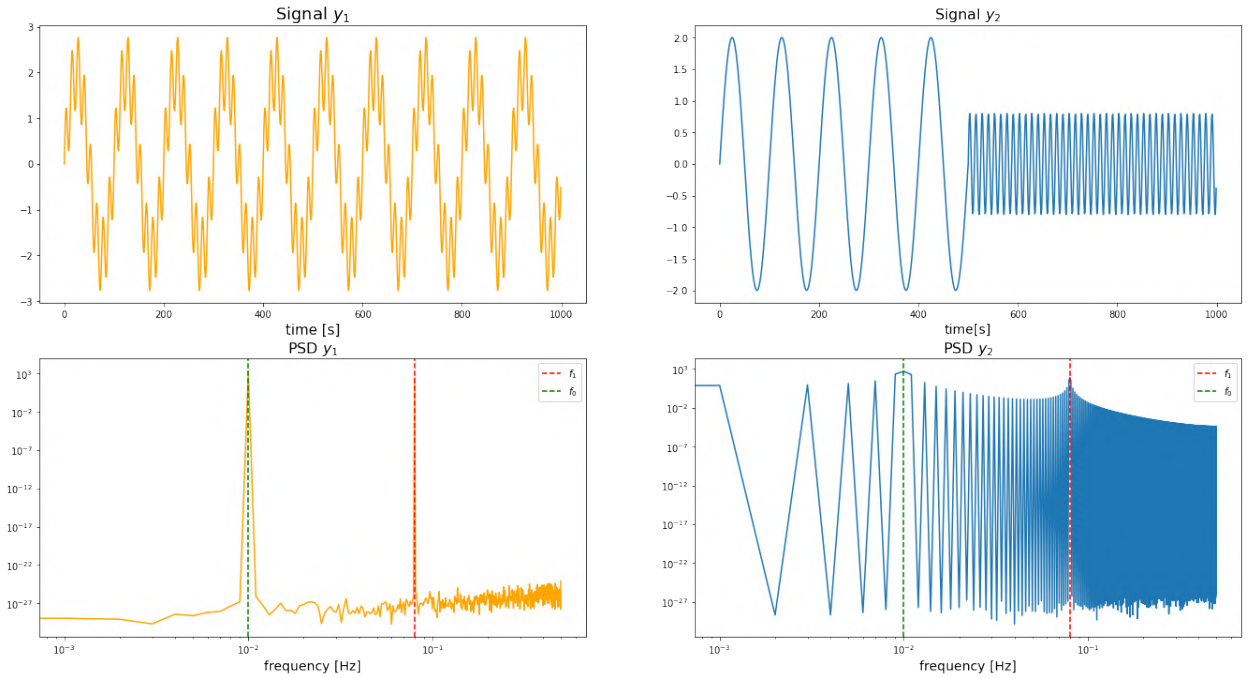 Signal y₁
3
2
1
0
−1
−2
−3
0 200 400 600 800 1000
time [s]
Signal y₂
2.0
1.5
1.0
0.5
0.0
−0.5
−1.0
−1.5
−2.0
0 200 400 600 800 1000
time[s]
PSD y₁
10³
10⁻²
10⁻⁷
10⁻¹²
10⁻¹⁷
10⁻²²
10⁻²⁷
f₁
f₀
10⁻³ 10⁻² 10⁻¹
frequency [Hz]
PSD y₂
10³
10⁻²
10⁻⁷
10⁻¹²
10⁻¹⁷
10⁻²²
10⁻²⁷
f₁
f₀
10⁻³ 10⁻² 10⁻¹
frequency [Hz]